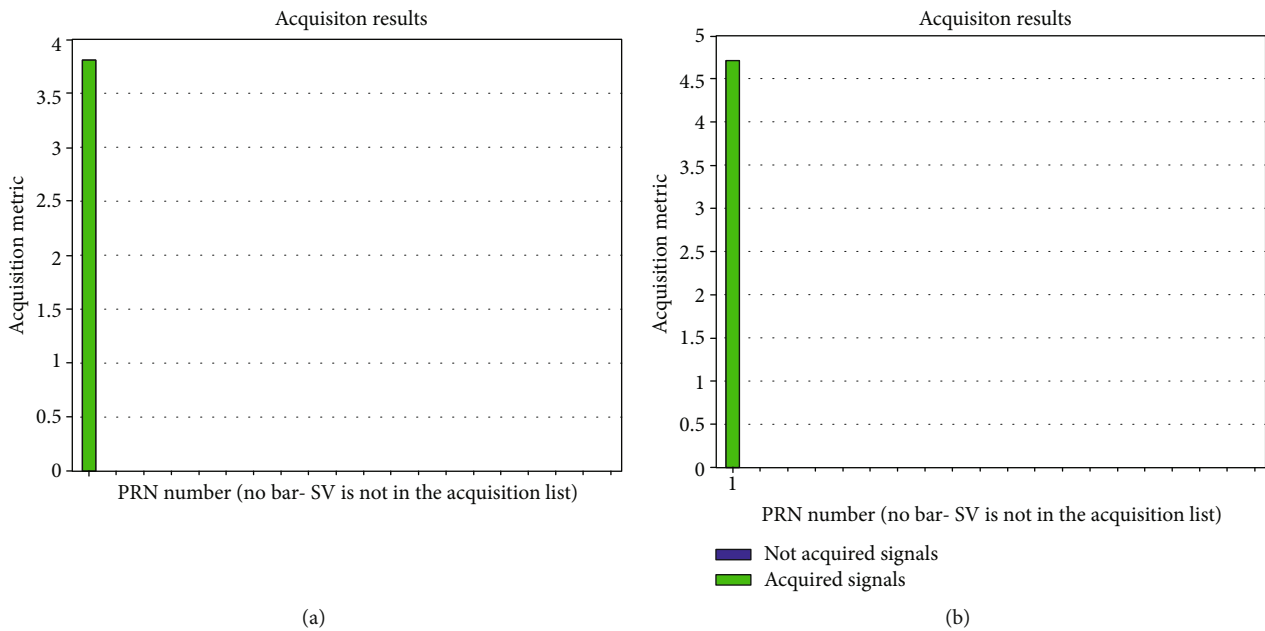 Acquisiton results
Acquisition metric
4
3.5
3
2.5
2
1.5
1
0.5
0
PRN number (no bar- SV is not in the acquisition list)
(a)
Acquisiton results
Acquisition metric
5
4.5
4
3.5
3
2.5
2
1.5
1
0.5
0
1
PRN number (no bar- SV is not in the acquisition list)
Not acquired signals
Acquired signals
(b)